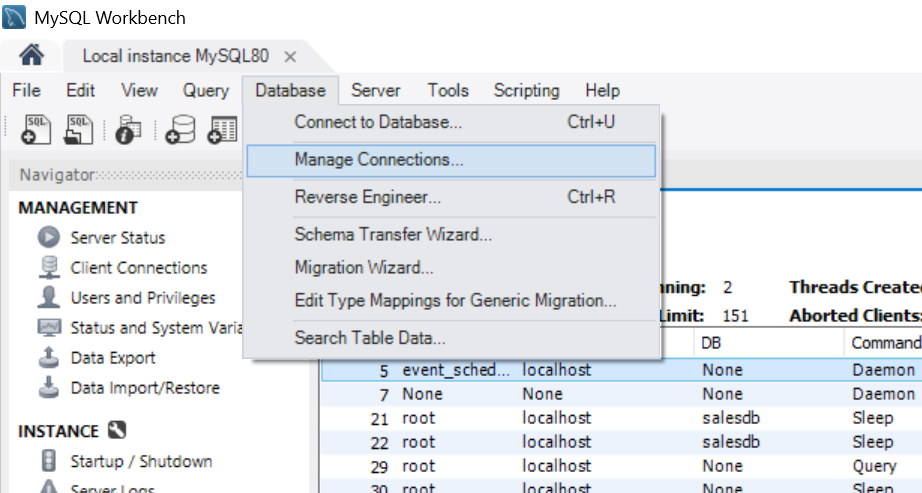 MySQL Workbench
Local instance MySQL80
File Edit View Query Database Server Tools Scripting Help
SQL SQL
Connect to Database... Ctrl+U
Manage Connections...
Reverse Engineer... Ctrl+R
Schema Transfer Wizard...
Migration Wizard...
Edit Type Mappings for Generic Migration...
Search Table Data...
Navigator
MANAGEMENT
Server Status
Client Connections
Users and Privileges
Status and System Varia
Data Export
Data Import/Restore
INSTANCE
Startup / Shutdown
Server Logs
nning: 2 Threads Created
Limit: 151 Aborted Clients:
DB Command
5 event_sched... localhost None Daemon
7 None None None Daemon
21 root localhost salesdb Sleep
22 root localhost salesdb Sleep
29 root localhost None Query
30 root localhost None Sleep